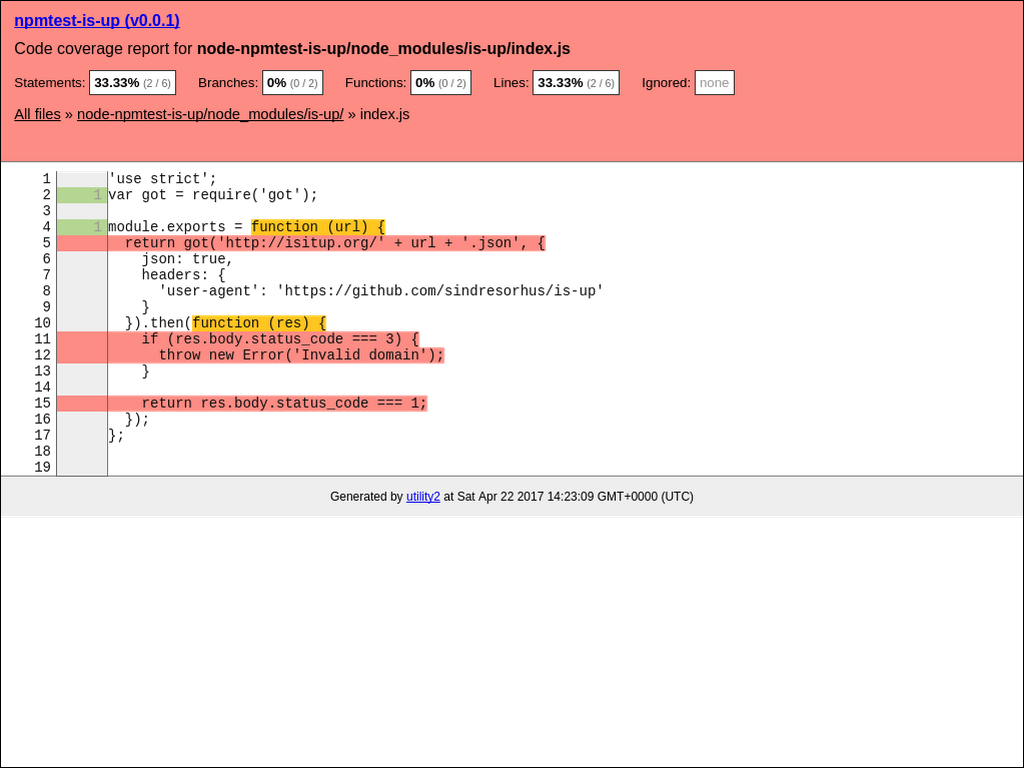 npmtest-is-up (v0.0.1)
Code coverage report for node-npmtest-is-up/node_modules/is-up/index.js
Statements: 33.33% (2 / 6) Branches: 0% (0 / 2) Functions: 0% (0 / 2) Lines: 33.33% (2 / 6) Ignored: none
All files » node-npmtest-is-up/node_modules/is-up/ » index.js
1 'use strict';
2 1 var got = require('got');
3
4 1 module.exports = function (url) {
5   return got('http://isitup.org/' + url + '.json', {
6     json: true,
7     headers: {
8       'user-agent': 'https://github.com/sindresorhus/is-up'
9     }
10   }).then(function (res) {
11     if (res.body.status_code === 3) {
12       throw new Error('Invalid domain');
13     }
14
15     return res.body.status_code === 1;
16   });
17 };
18
19
Generated by utility2 at Sat Apr 22 2017 14:23:09 GMT+0000 (UTC)